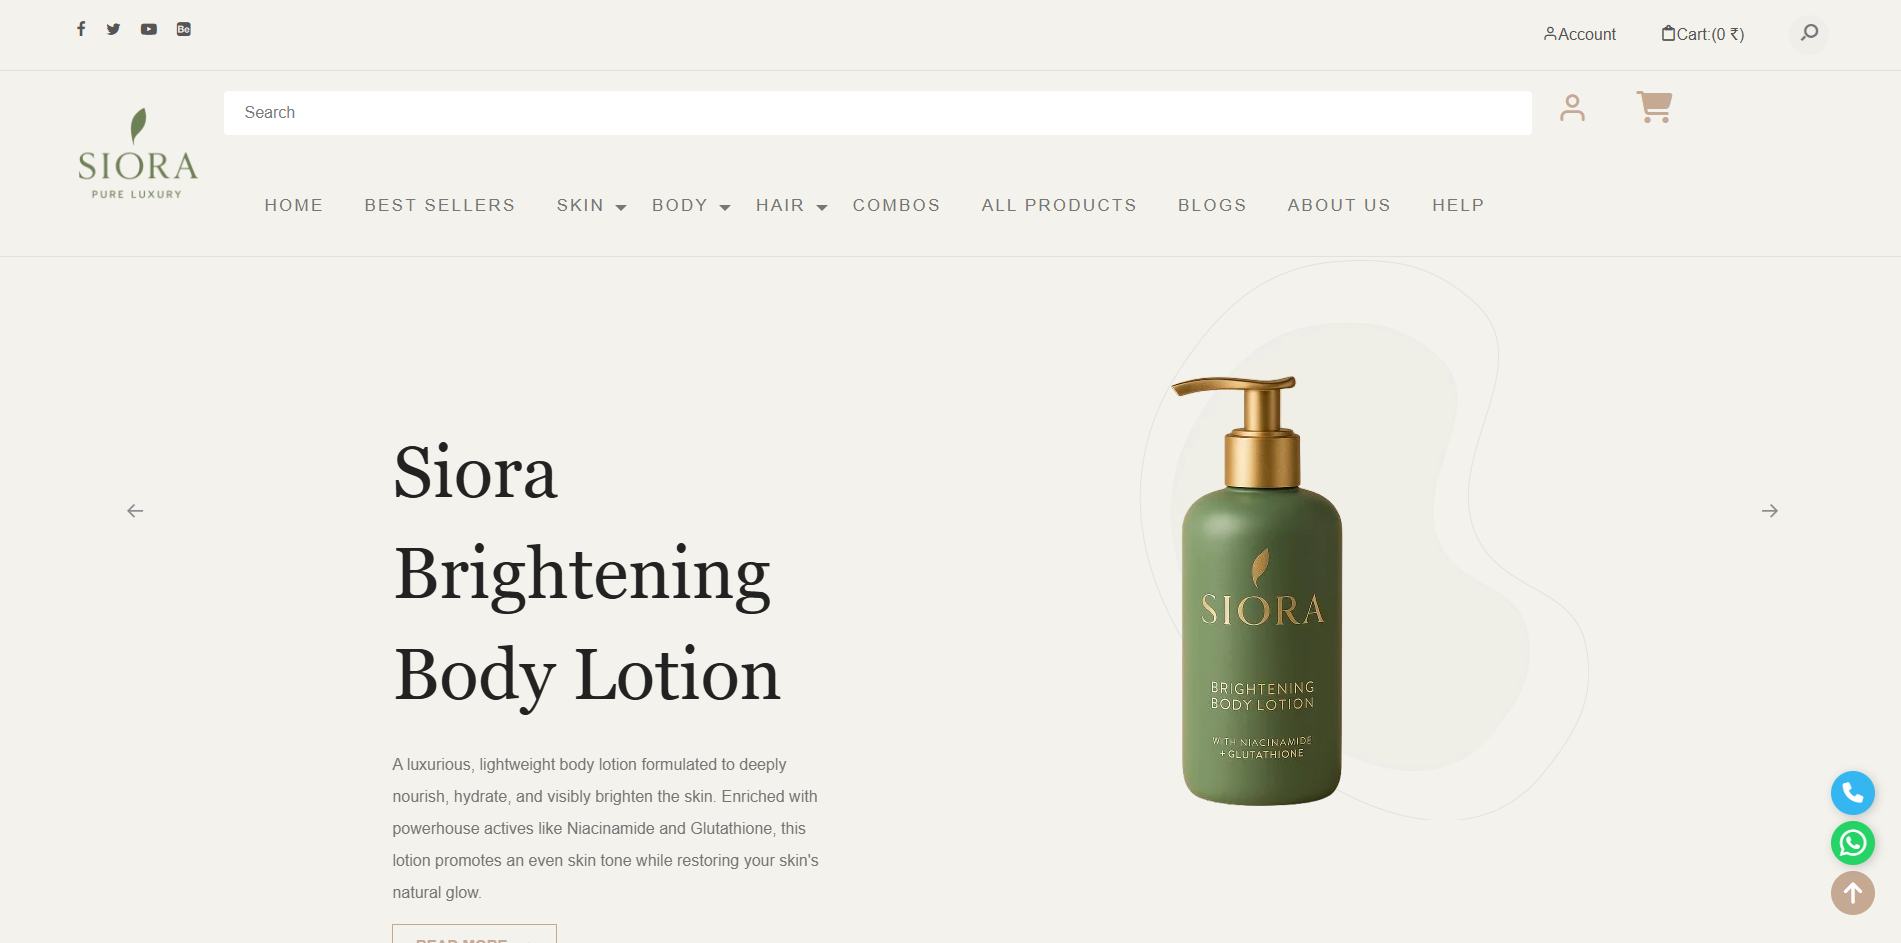 Account
Cart:(0 ₹)
Search
SIORA
PURE LUXURY
HOME
BEST SELLERS
SKIN
BODY
HAIR
COMBOS
ALL PRODUCTS
BLOGS
ABOUT US
HELP
Siora
Brightening
Body Lotion
A luxurious, lightweight body lotion formulated to deeply
nourish, hydrate, and visibly brighten the skin. Enriched with
powerhouse actives like Niacinamide and Glutathione, this
lotion promotes an even skin tone while restoring your skin's
natural glow.
READ MORE
SIORA
BRIGHTENING
BODY LOTION
WITH NIACINAMIDE
+ GLUTATHIONE